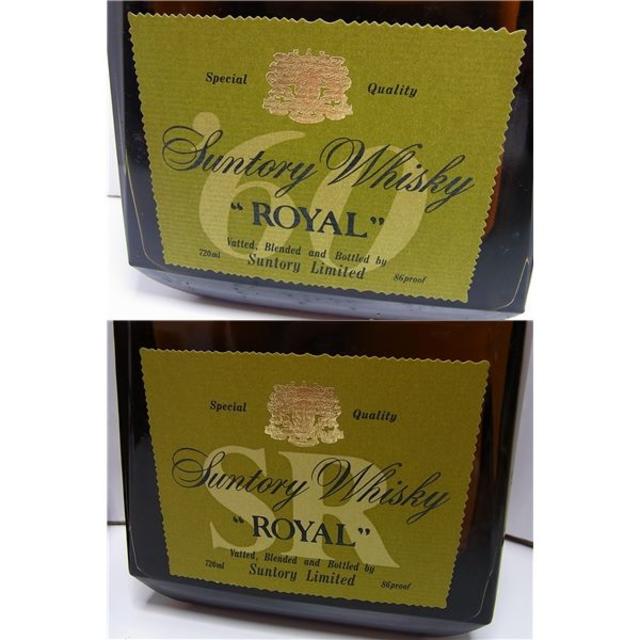 Special Quality
'60
Suntory Whisky
"ROYAL"
Vatted, Blended and Bottled by
720ml Suntory Limited 86proof
Special Quality
SR
Suntory Whisky
"ROYAL"
Vatted, Blended and Bottled by
720ml Suntory Limited 86proof